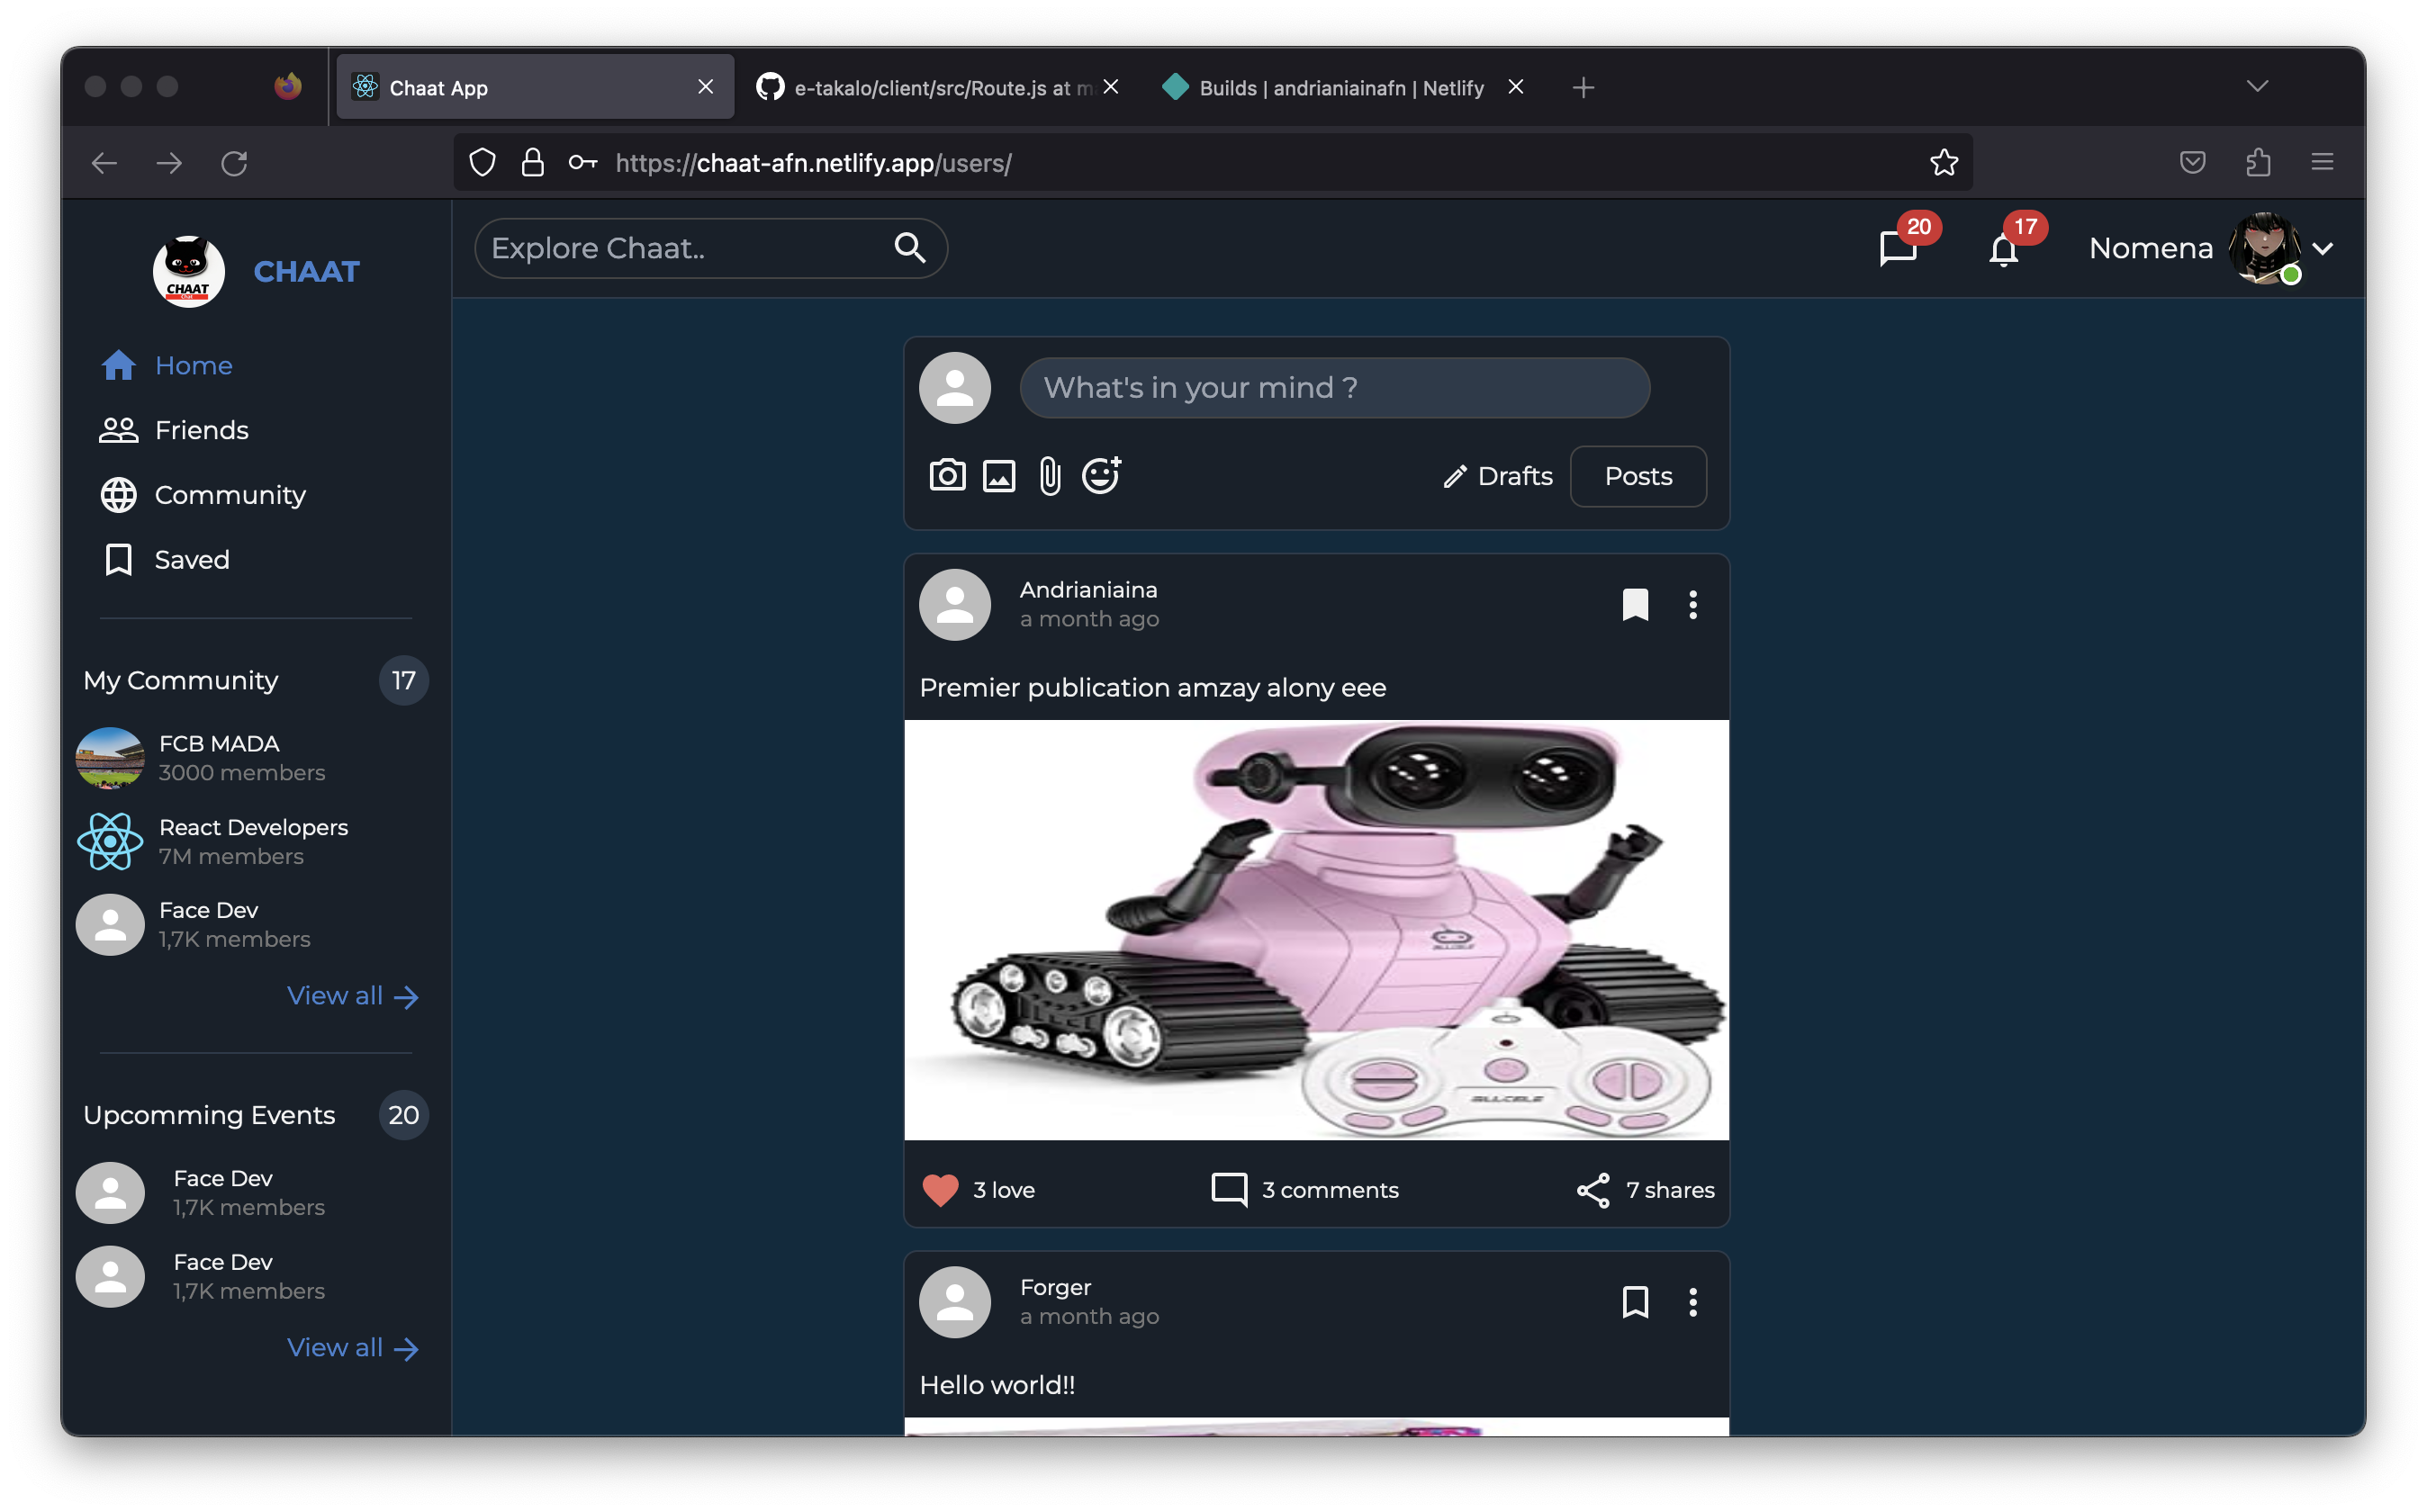 Chaat App
e-takalo/client/src/Route.js at m
Builds | andrianiainafn | Netlify
https://chaat-afn.netlify.app/users/
CHAAT
CHAAT
Explore Chaat..
20
17
Nomena
Home
Friends
Community
Saved
My Community
17
FCB MADA
3000 members
React Developers
7M members
Face Dev
1,7K members
View all
Upcomming Events
20
Face Dev
1,7K members
Face Dev
1,7K members
View all
What's in your mind ?
Drafts
Posts
Andrianiaina
a month ago
Premier publication amzay alony eee
3 love
3 comments
7 shares
Forger
a month ago
Hello world!!